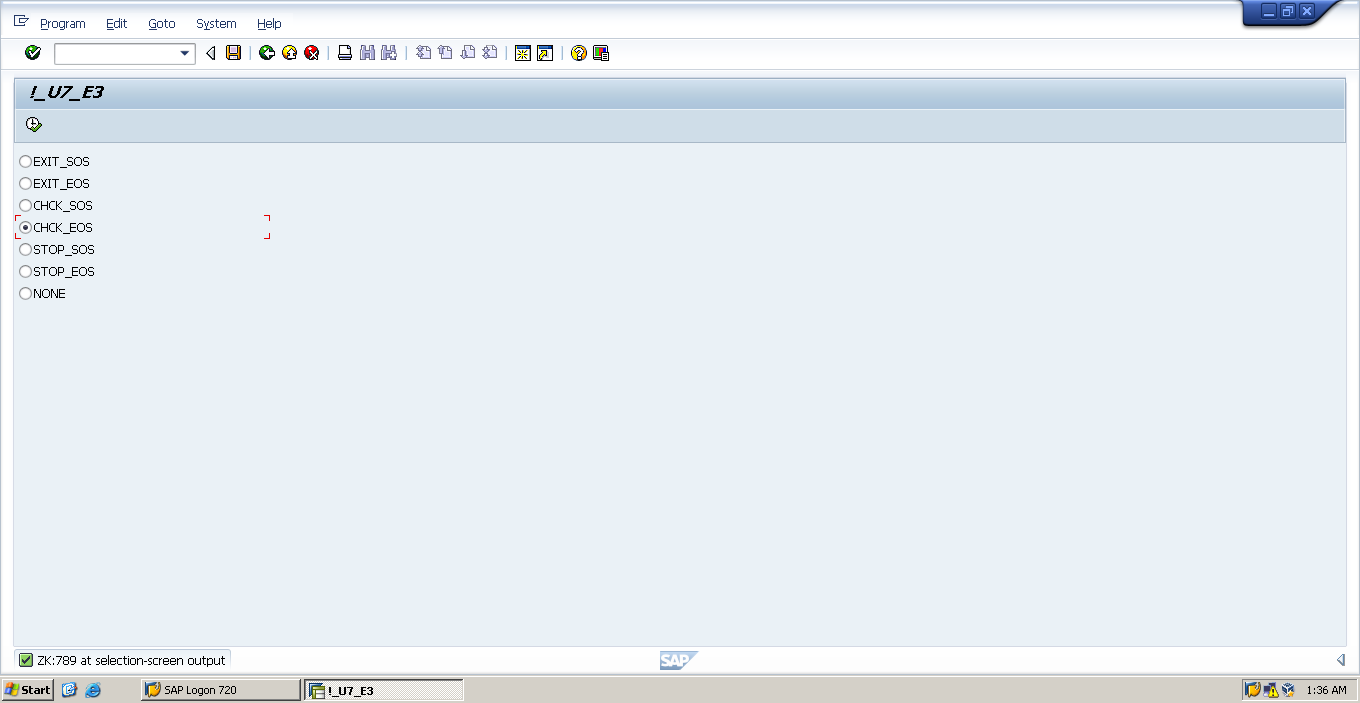 Program Edit Goto System Help
!_U7_E3
EXIT_SOS
EXIT_EOS
CHCK_SOS
CHCK_EOS
STOP_SOS
STOP_EOS
NONE
ZK:789 at selection-screen output
SAP
Start SAP Logon 720 !_U7_E3 1:36 AM